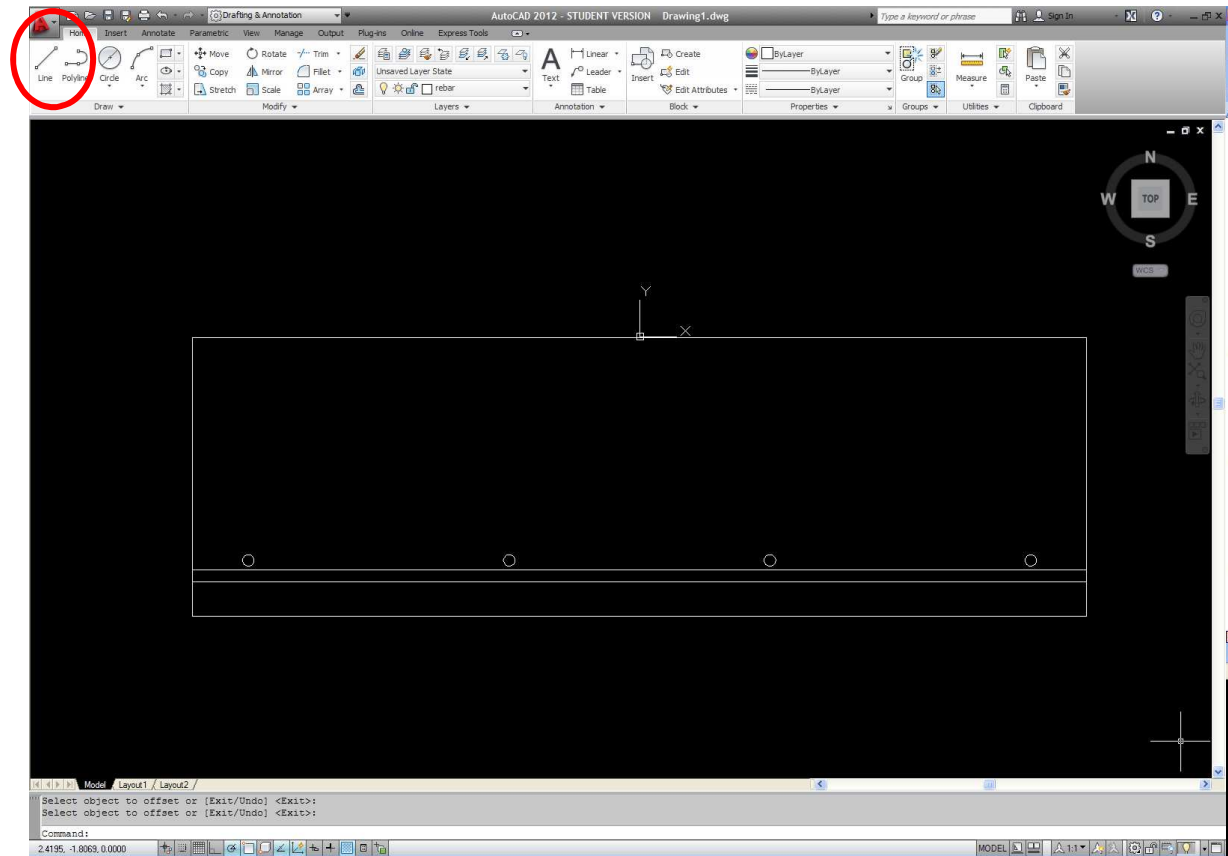 Drafting & Annotation AutoCAD 2012 - STUDENT VERSION Drawing1.dwg Type a keyword or phrase Sign In
Home Insert Annotate Parametric View Manage Output Plug-ins Online Express Tools
Line Polyline Circle Arc
Move Rotate Trim
Copy Mirror Fillet
Stretch Scale Array
Unsaved Layer State
rebar
Text
Linear
Leader
Table
Insert
Create
Edit
Edit Attributes
ByLayer
ByLayer
ByLayer
Group
Measure
Paste
Draw Modify Layers Annotation Block Properties Groups Utilities Clipboard
N
W TOP E
S
WCS
Y
X
Model Layout1 Layout2
Select object to offset or [Exit/Undo] <Exit>:
Select object to offset or [Exit/Undo] <Exit>:
Command:
2.4195, -1.8069, 0.0000 MODEL 1:1